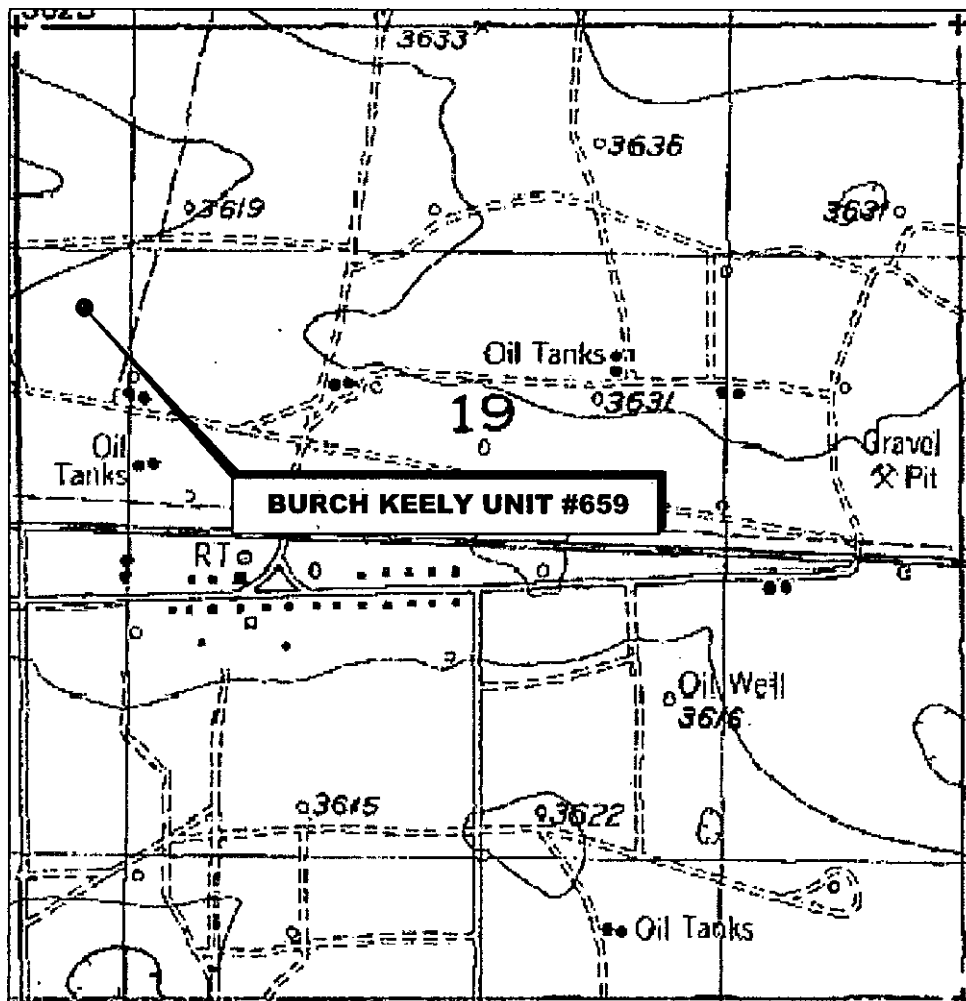 3633
3636
3619
3631
Oil Tanks
19
3631
Oil
Tanks
Gravel
Pit
BURCH KEELY UNIT #659
RT
Oil Well
3616
3615
3622
Oil Tanks